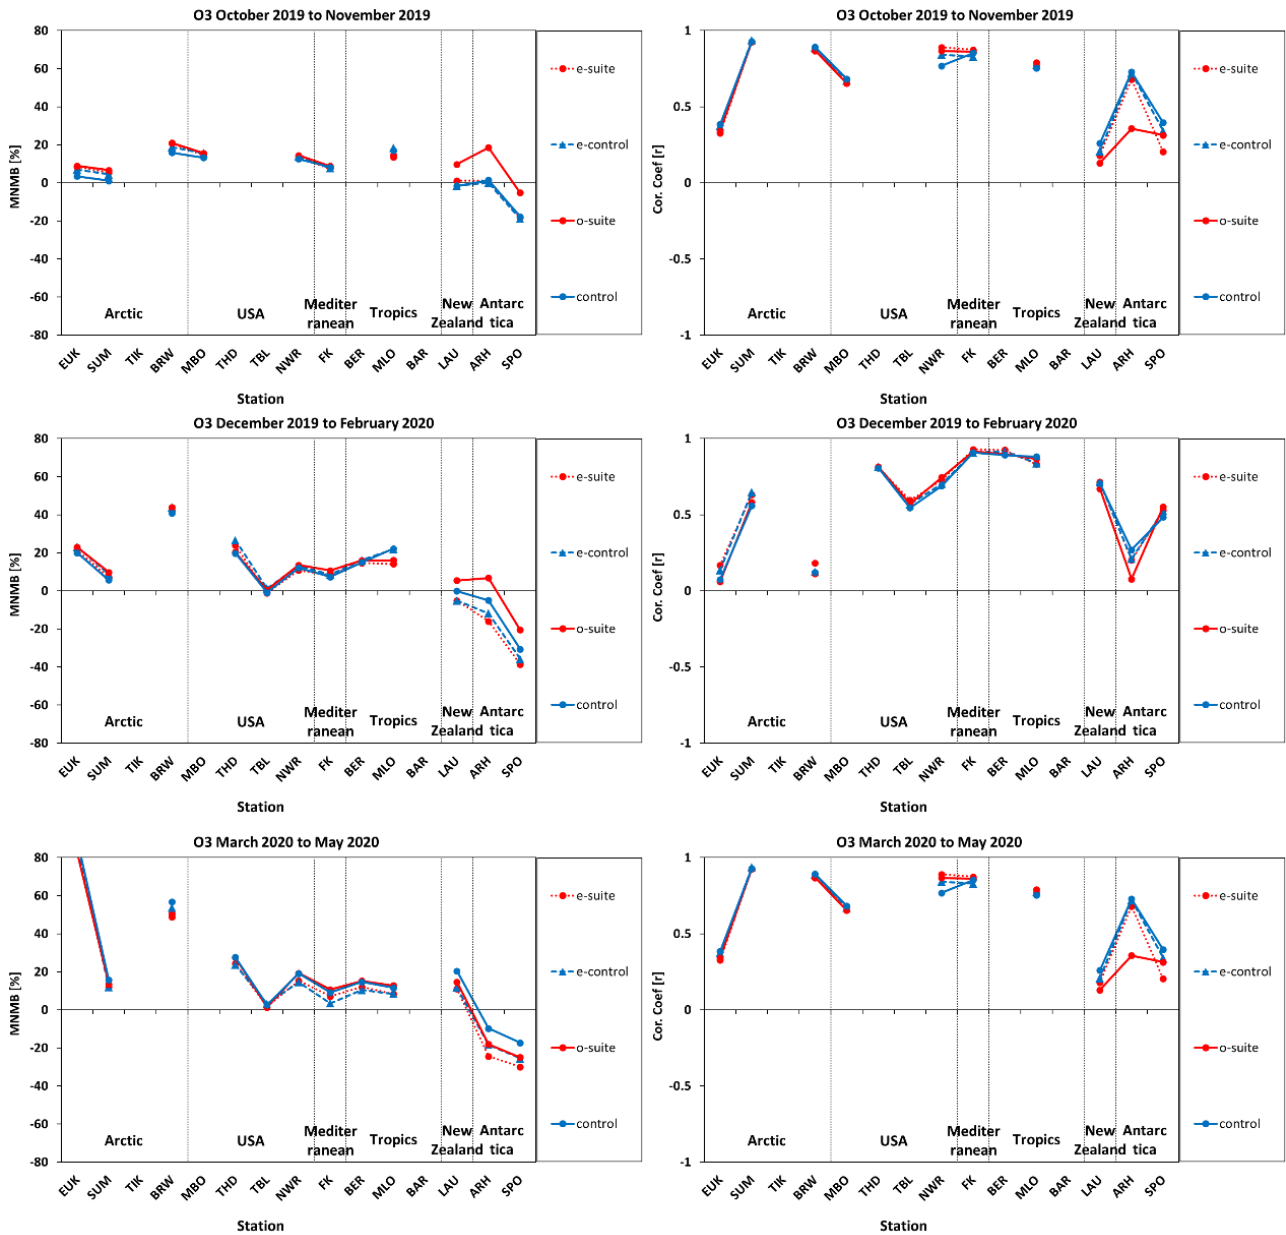 O3 October 2019 to November 2019
MNMB [%]
80
60
40
20
0
-20
-40
-60
-80
Arctic
USA
Mediter
ranean
Tropics
New
Zealand
Antarc
tica
EUK
SUM
TIK
BRW
MBO
THD
TBL
NWR
FK
BER
MLO
BAR
LAU
ARH
SPO
Station
e-suite
e-control
o-suite
control
O3 October 2019 to November 2019
Cor. Coef [r]
1
0.5
0
-0.5
-1
Arctic
USA
Mediter
ranean
Tropics
New
Zealand
Antarc
tica
EUK
SUM
TIK
BRW
MBO
THD
TBL
NWR
FK
BER
MLO
BAR
LAU
ARH
SPO
Station
e-suite
e-control
o-suite
control
O3 December 2019 to February 2020
MNMB [%]
80
60
40
20
0
-20
-40
-60
-80
Arctic
USA
Mediter
ranean
Tropics
New
Zealand
Antarc
tica
EUK
SUM
TIK
BRW
MBO
THD
TBL
NWR
FK
BER
MLO
BAR
LAU
ARH
SPO
Station
e-suite
e-control
o-suite
control
O3 December 2019 to February 2020
Cor. Coef [r]
1
0.5
0
-0.5
-1
Arctic
USA
Mediter
ranean
Tropics
New
Zealand
Antarc
tica
EUK
SUM
TIK
BRW
MBO
THD
TBL
NWR
FK
BER
MLO
BAR
LAU
ARH
SPO
Station
e-suite
e-control
o-suite
control
O3 March 2020 to May 2020
MNMB [%]
80
60
40
20
0
-20
-40
-60
-80
Arctic
USA
Mediter
ranean
Tropics
New
Zealand
Antarc
tica
EUK
SUM
TIK
BRW
MBO
THD
TBL
NWR
FK
BER
MLO
BAR
LAU
ARH
SPO
Station
e-suite
e-control
o-suite
control
O3 March 2020 to May 2020
Cor. Coef [r]
1
0.5
0
-0.5
-1
Arctic
USA
Mediter
ranean
Tropics
New
Zealand
Antarc
tica
EUK
SUM
TIK
BRW
MBO
THD
TBL
NWR
FK
BER
MLO
BAR
LAU
ARH
SPO
Station
e-suite
e-control
o-suite
control